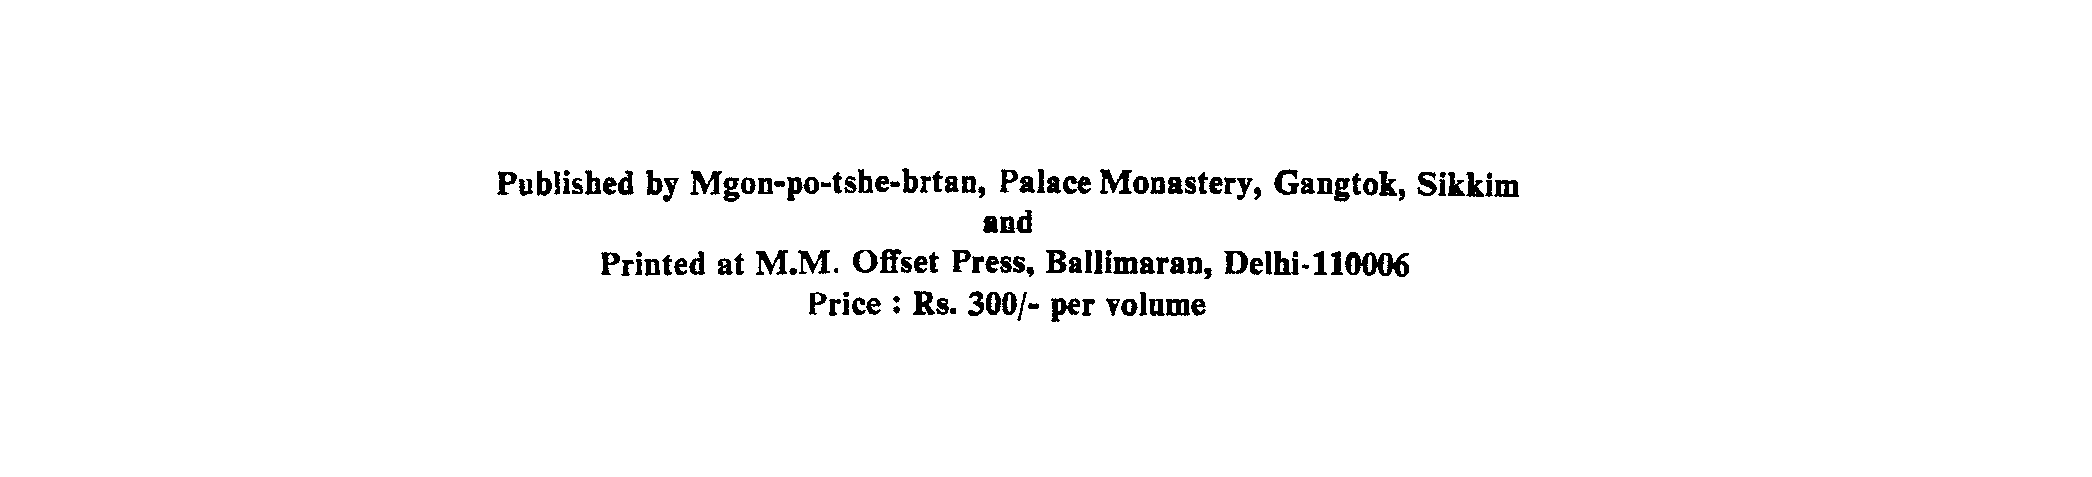 Published by Mgon-po-tshe-brtan, Palace Monastery, Gangtok, Sikkim
and
Printed at M.M. Offset Press, Ballimaran, Delhi-110006
Price : Rs. 300/- per volume